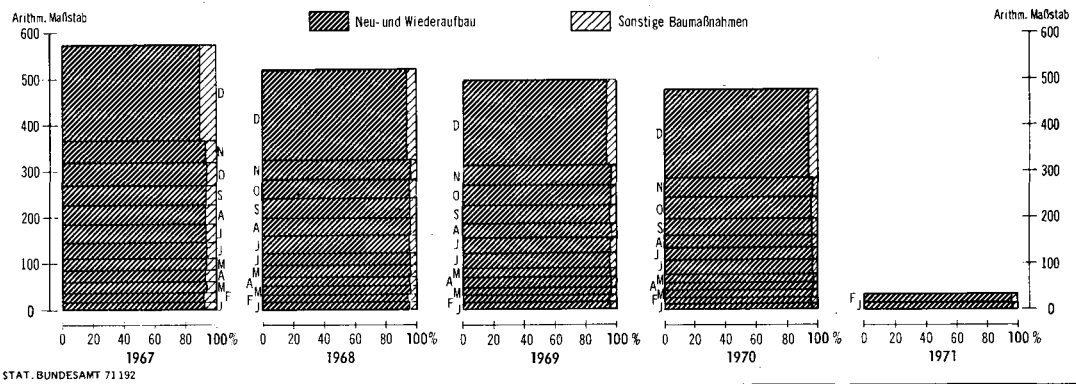 Arithm. Maßstab
Neu- und Wiederaufbau
Sonstige Baumaßnahmen
Arithm. Maßstab
600
500
400
300
200
100
0
D
N
O
S
A
J
J
M
A
M
F
J
D
N
O
S
A
J
J
M
A
M
F
J
D
N
O
S
A
J
J
M
A
M
F
J
D
N
O
S
A
J
J
M
A
M
F
J
F
J
600
500
400
300
200
100
0
0 20 40 60 80 100%
0 20 40 60 80 100%
0 20 40 60 80 100%
0 20 40 60 80 100%
0 20 40 60 80 100%
1967
1968
1969
1970
1971
STAT. BUNDESAMT 71 192